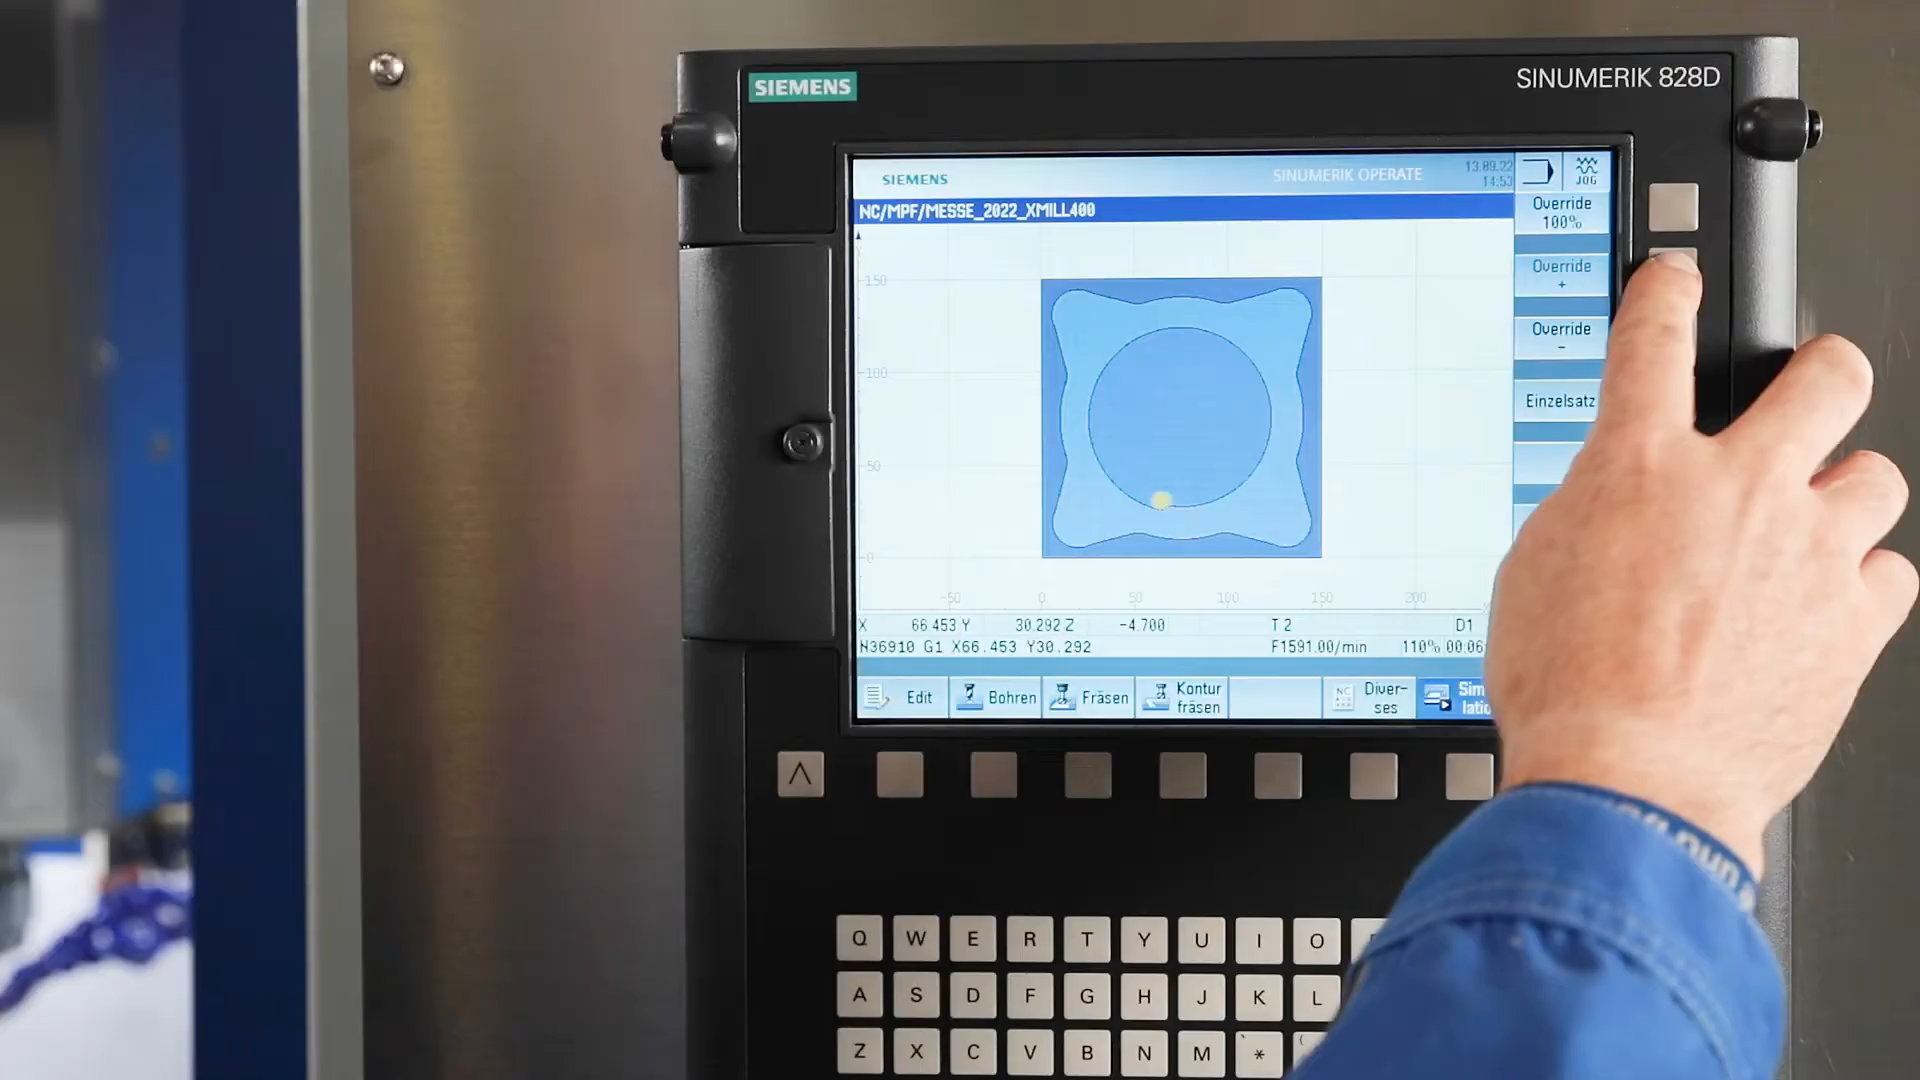 SIEMENS
SINUMERIK 828D
SIEMENS
SINUMERIK OPERATE
13.09.22
14:53
JOG
NC/MPF/MESSE_2022_XMILL400
Override
100%
Override
+
Override
-
Einzelsatz
150
100
50
0
-50 0 50 100 150 200
X 66.453 Y 30.292 Z -4.700 T 2 D1
N36910 G1 X66.453 Y30.292 F1591.00/min 110% 00:06
Edit
Bohren
Fräsen
Kontur
fräsen
NC
Diver-
ses
Q W E R T Y U I O
A S D F G H J K L
Z X C V B N M *